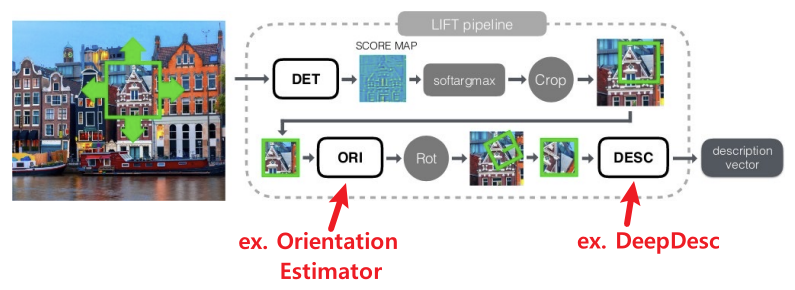 LIFT pipeline
SCORE MAP
DET
softargmax
Crop
ORI
Rot
DESC
description
vector
ex. Orientation
Estimator
ex. DeepDesc